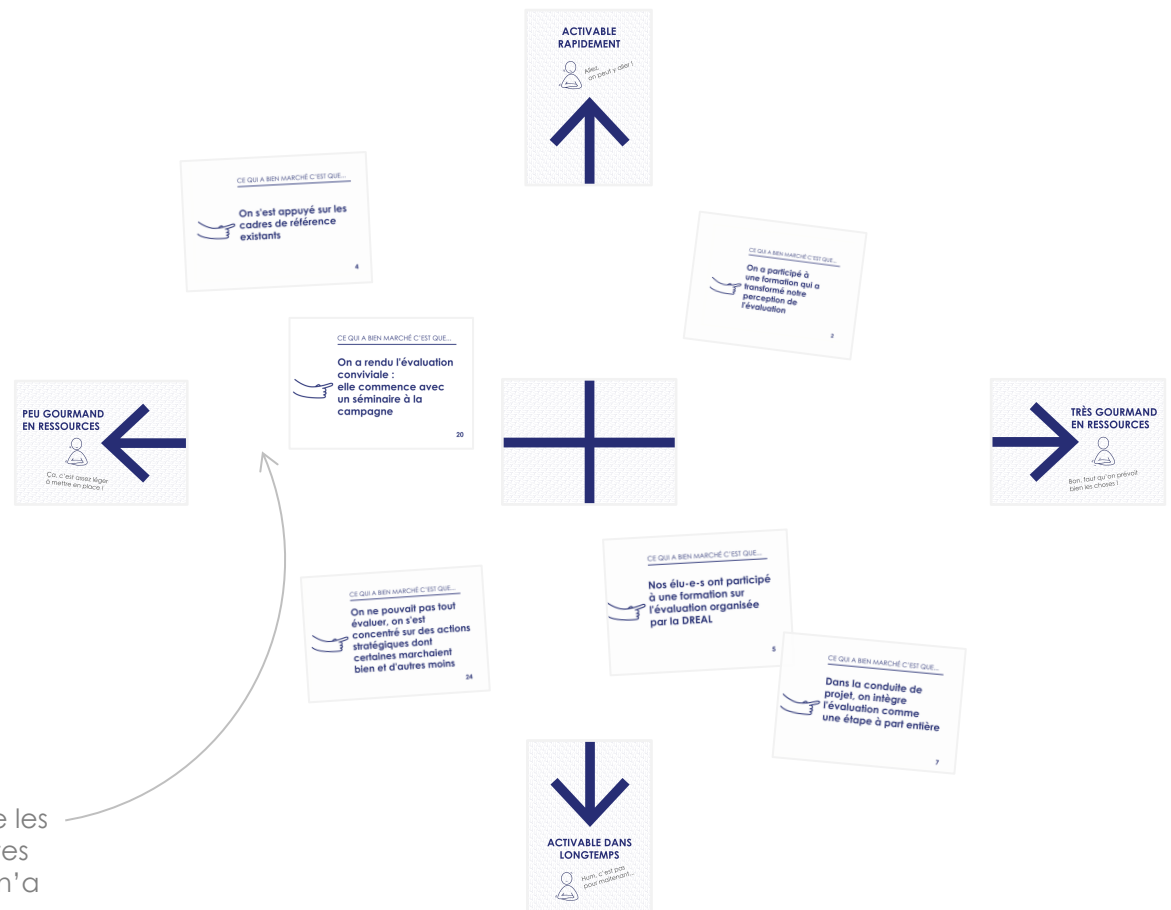 ACTIVABLE
RAPIDEMENT
Allez,
on peut y aller !
CE QUI A BIEN MARCHÉ C'EST QUE...
On s'est appuyé sur les
cadres de référence
existants
4
CE QUI A BIEN MARCHÉ C'EST QUE...
On a participé à
une formation qui a
transformé notre
perception de
l'évaluation
2
CE QUI A BIEN MARCHÉ C'EST QUE...
On a rendu l'évaluation
conviviale :
elle commence avec
un séminaire à la
campagne
20
PEU GOURMAND
EN RESSOURCES
Ça, c'est assez léger
à mettre en place !
TRÈS GOURMAND
EN RESSOURCES
Bon, faut qu'on prévoit
bien les choses !
CE QUI A BIEN MARCHÉ C'EST QUE...
On ne pouvait pas tout
évaluer, on s'est
concentré sur des actions
stratégiques dont
certaines marchaient
bien et d'autres moins
24
CE QUI A BIEN MARCHÉ C'EST QUE...
Nos élu-e-s ont participé
à une formation sur
l'évaluation organisée
par la DREAL
5
CE QUI A BIEN MARCHÉ C'EST QUE...
Dans la conduite de
projet, on intègre
l'évaluation comme
une étape à part entière
7
ACTIVABLE DANS
LONGTEMPS
Hum, c'est pas
pour maintenant...
les
n'a